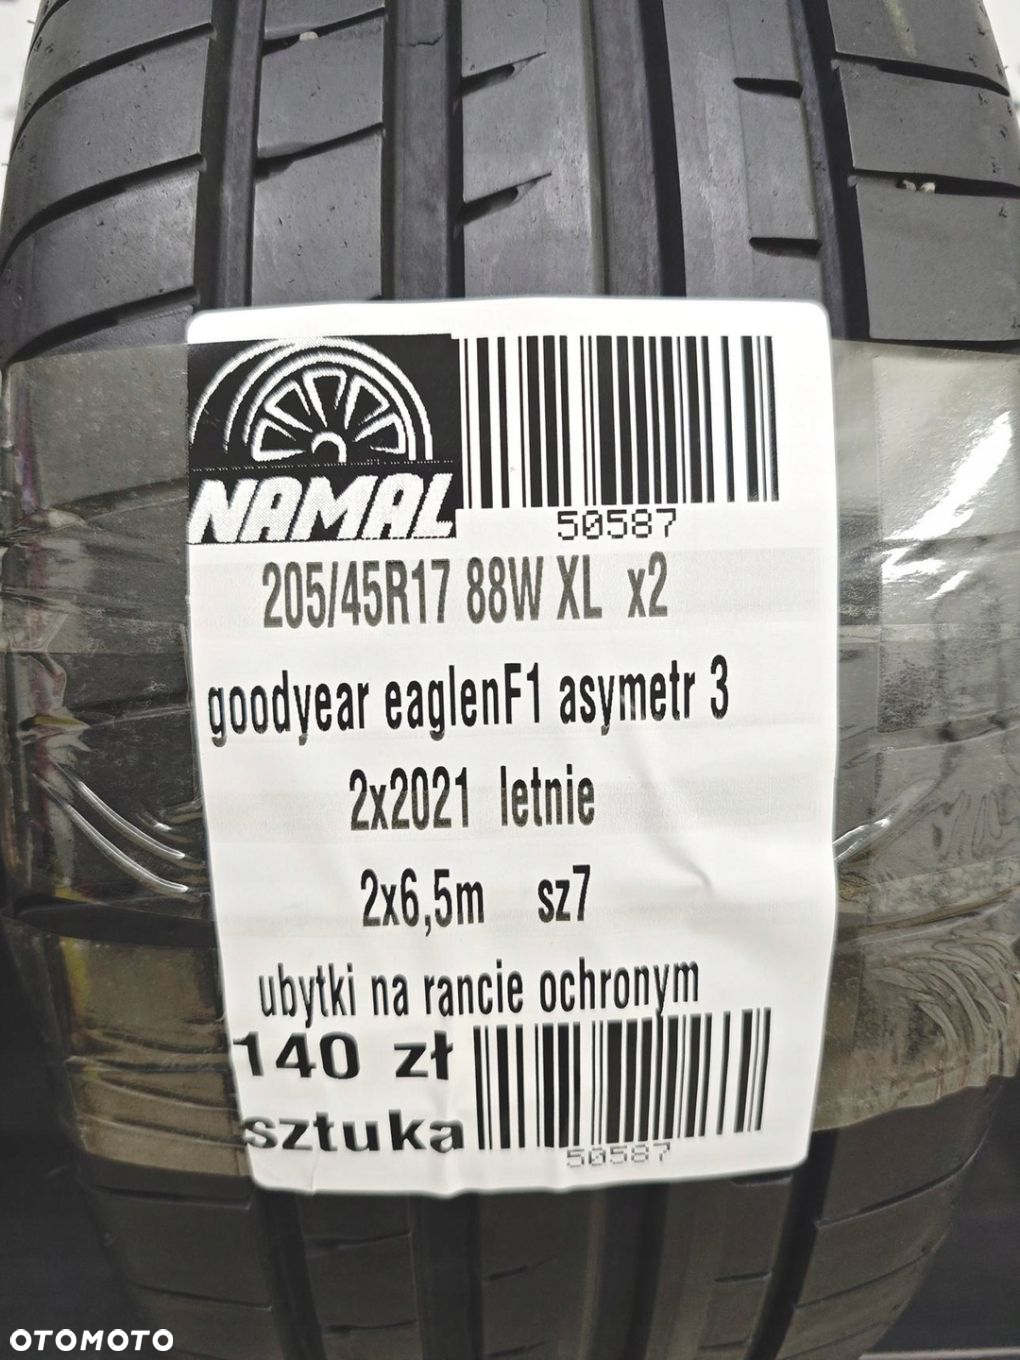 NAMAL
50587
205/45R17 88W XL x2
goodyear eaglenF1 asymetr 3
2x2021 letnie
2x6,5m sz7
ubytki na rancie ochronym
140 zł
sztuka
50587
OTOMOTO